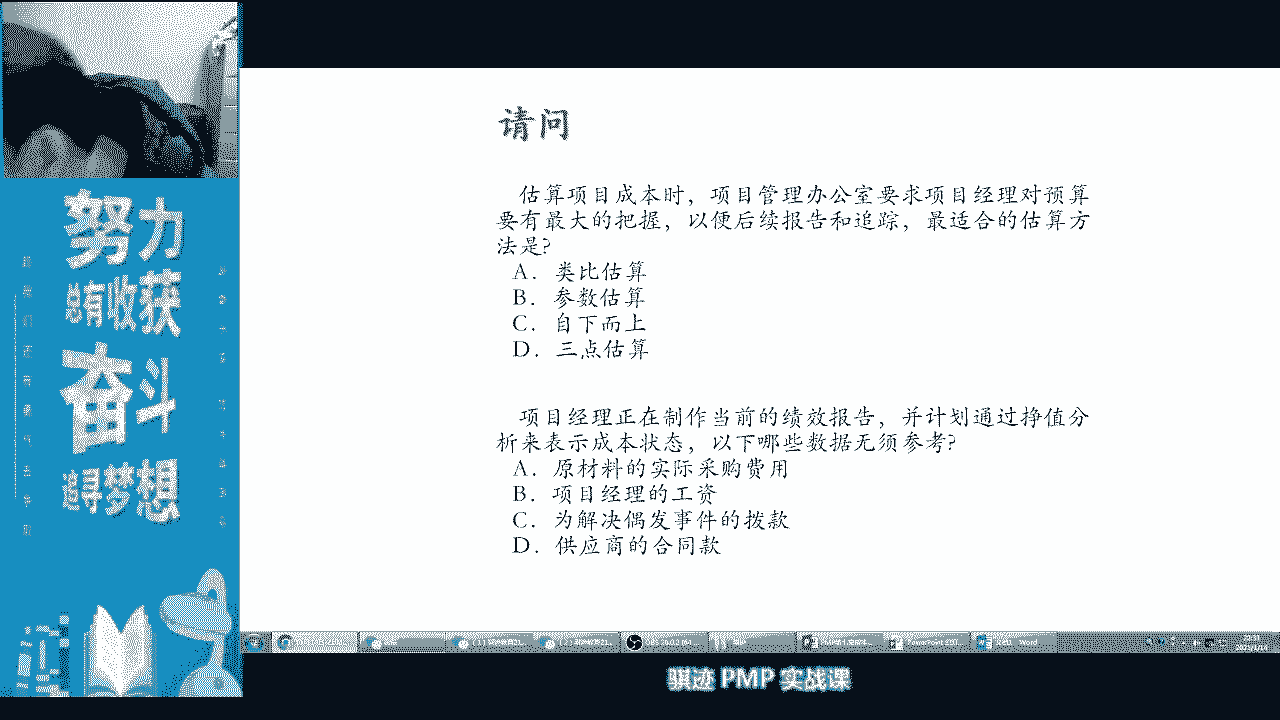 努力
总有收获
奋斗
追寻梦想
请问
估算项目成本时，项目管理办公室要求项目经理对预算
要有最大的把握，以便后续报告和追踪，最适合的估算方
法是?
A. 类比估算
B. 参数估算
C. 自下而上
D. 三点估算
项目经理正在制作当前的绩效报告，并计划通过挣值分
析来表示成本状态，以下哪些数据无须参考?
A. 原材料的实际采购费用
B. 项目经理的工资
C. 为解决偶发事件的拨款
D. 供应商的合同款
骐迹 PMP 实战课